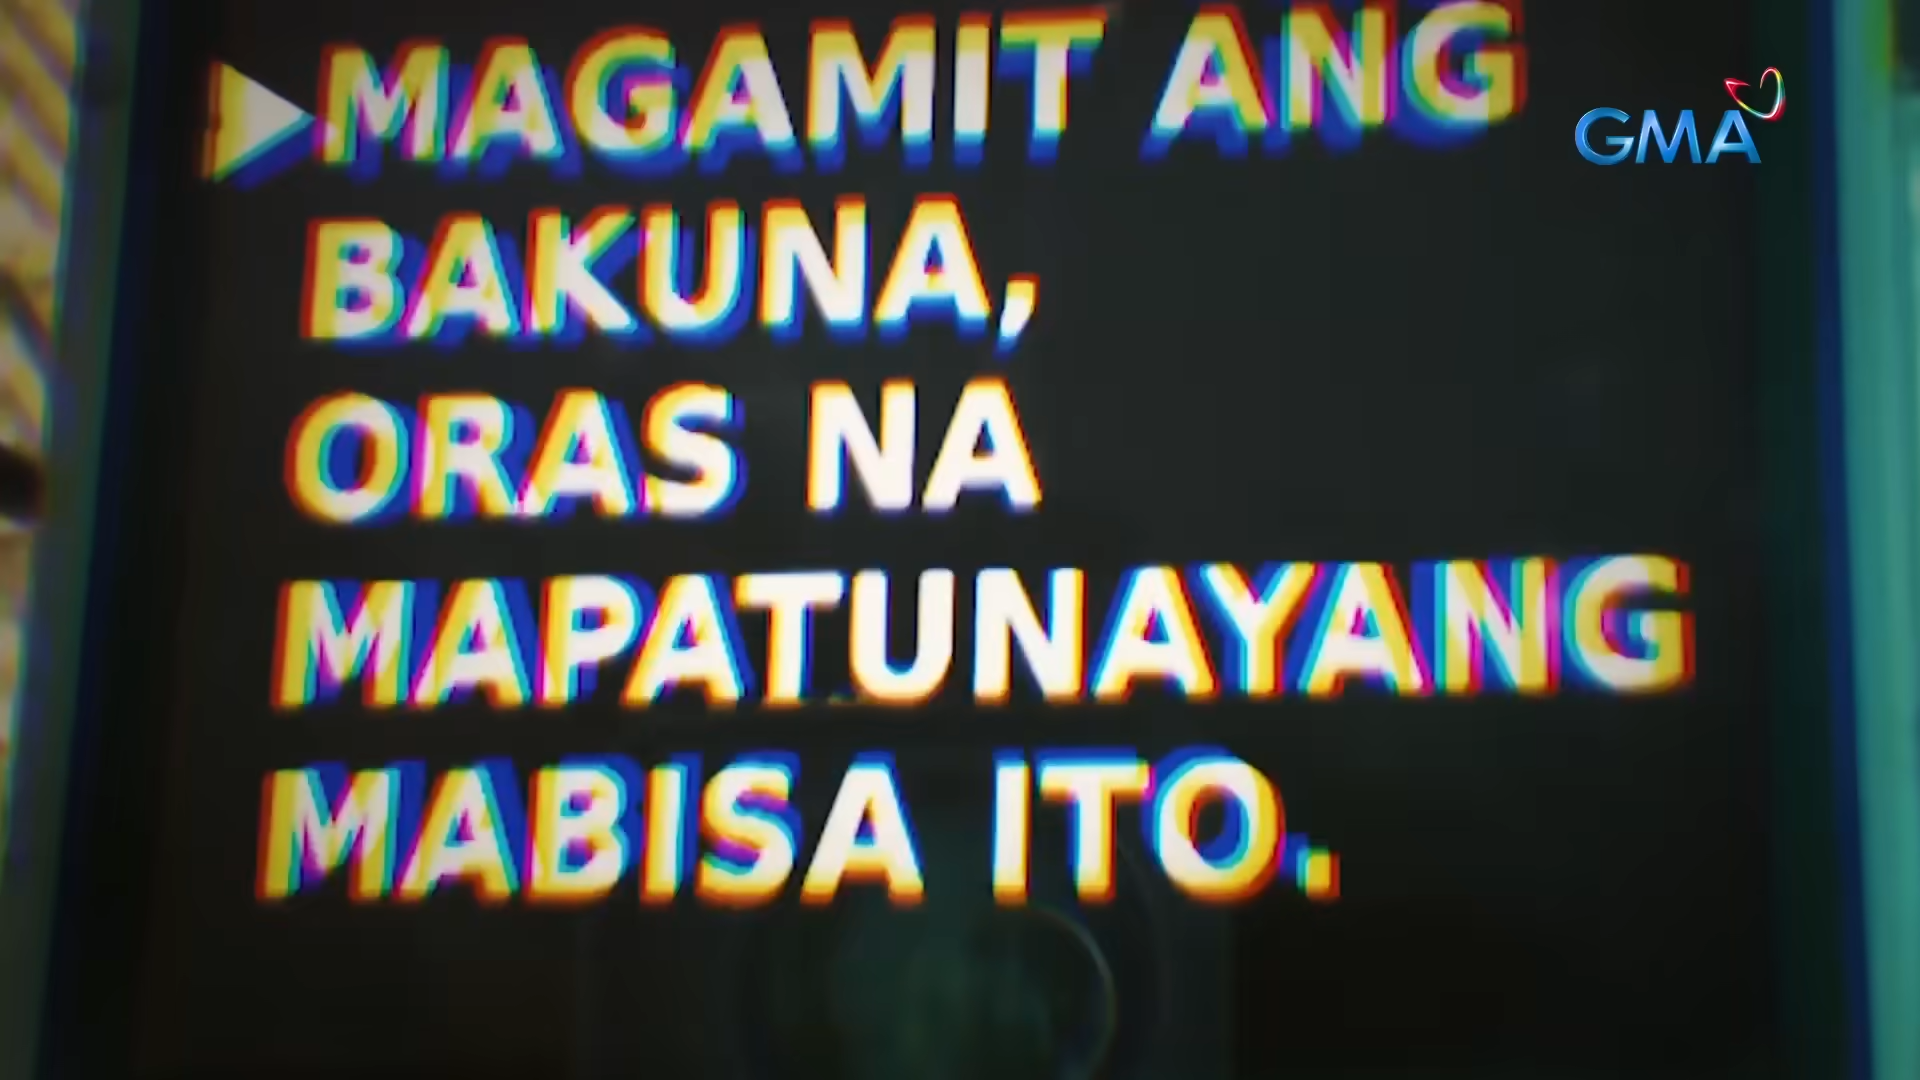 MAGAMIT ANG
GMA
BAKUNA,
ORAS NA
MAPATUNAYANG
MABISA ITO.